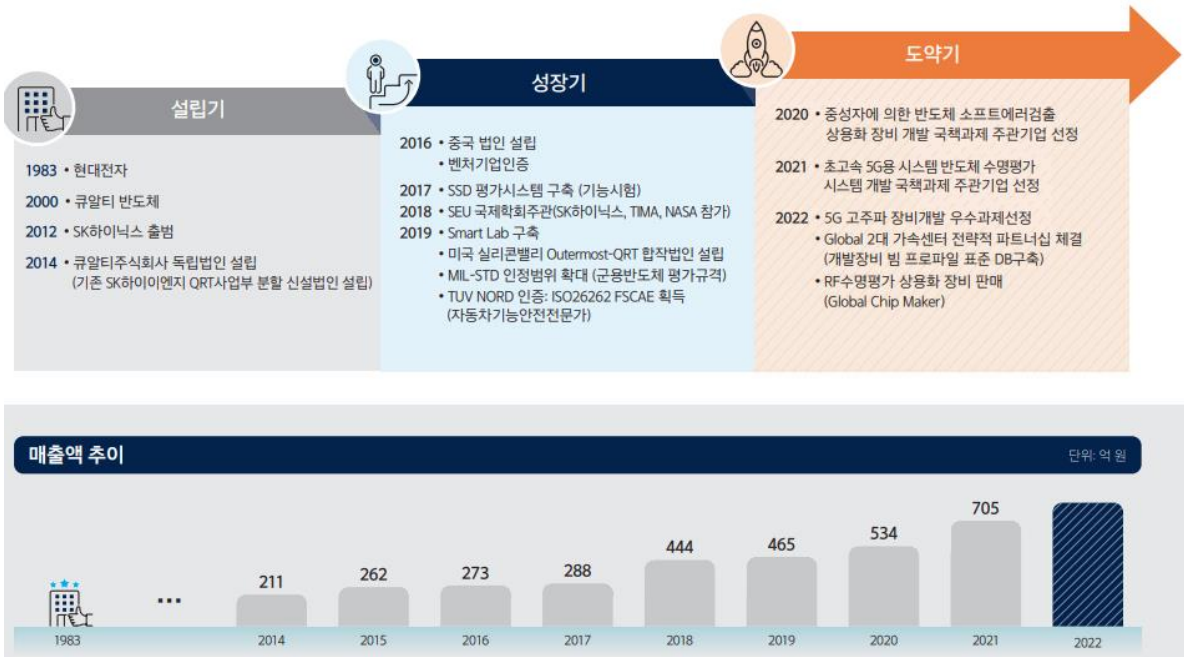 설립기
1983 • 현대전자
2000 • 큐알티 반도체
2012 • SK하이닉스 출범
2014 • 큐알티주식회사 독립법인 설립
(기존 SK하이이엔지 QRT사업부 분할 신설법인 설립)
성장기
2016 • 중국 법인 설립
• 벤처기업인증
2017 • SSD 평가시스템 구축 (기능시험)
2018 • SEU 국제학회주관(SK하이닉스, TIMA, NASA 참가)
2019 • Smart Lab 구축
• 미국 실리콘밸리 Outermost-QRT 합작법인 설립
• MIL-STD 인정범위 확대 (군용반도체 평가규격)
• TUV NORD 인증: ISO26262 FSCAE 획득
(자동차기능안전전문가)
도약기
2020 • 중성자에 의한 반도체 소프트에러검출
상용화 장비 개발 국책과제 주관기업 선정
2021 • 초고속 5G용 시스템 반도체 수명평가
시스템 개발 국책과제 주관기업 선정
2022 • 5G 고주파 장비개발 우수과제선정
• Global 2대 가속센터 전략적 파트너십 체결
(개발장비 빔 프로파일 표준 DB구축)
• RF수명평가 상용화 장비 판매
(Global Chip Maker)
매출액 추이
단위: 억 원
211
262
273
288
444
465
534
705
1983
...
2014
2015
2016
2017
2018
2019
2020
2021
2022